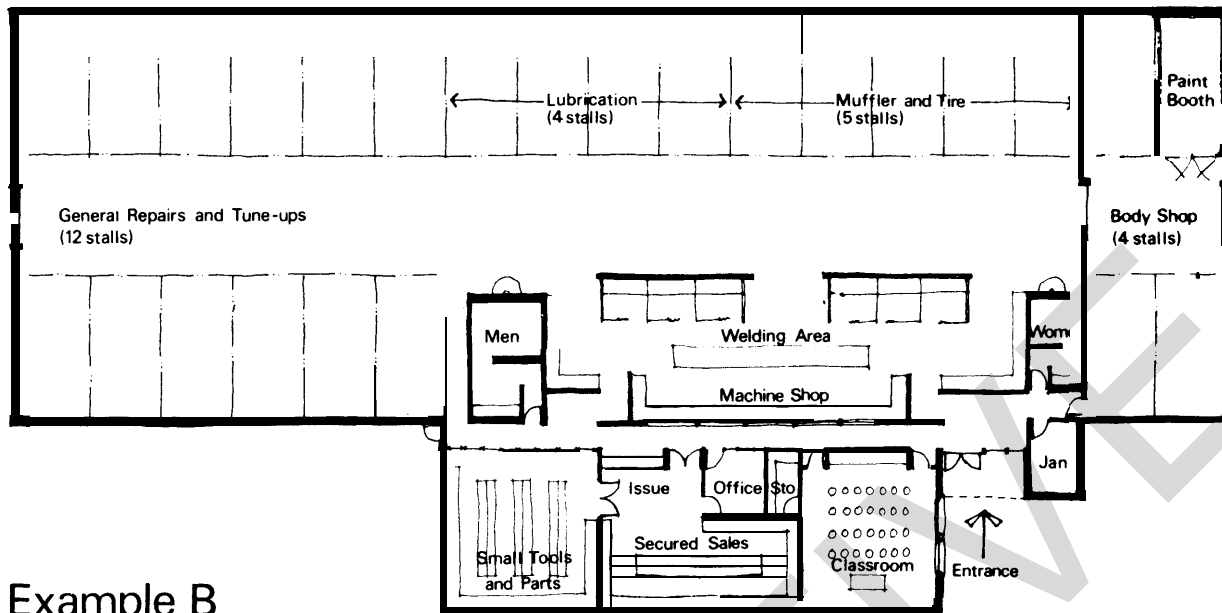 Lubrication
(4 stalls)
Muffler and Tire
(5 stalls)
Paint
Booth
General Repairs and Tune-ups
(12 stalls)
Body Shop
(4 stalls)
Men
Welding Area
Wom
Machine Shop
Issue
Office
Sto
Jan
Secured Sales
Small Tools
and Parts
Classroom
Entrance
Example B